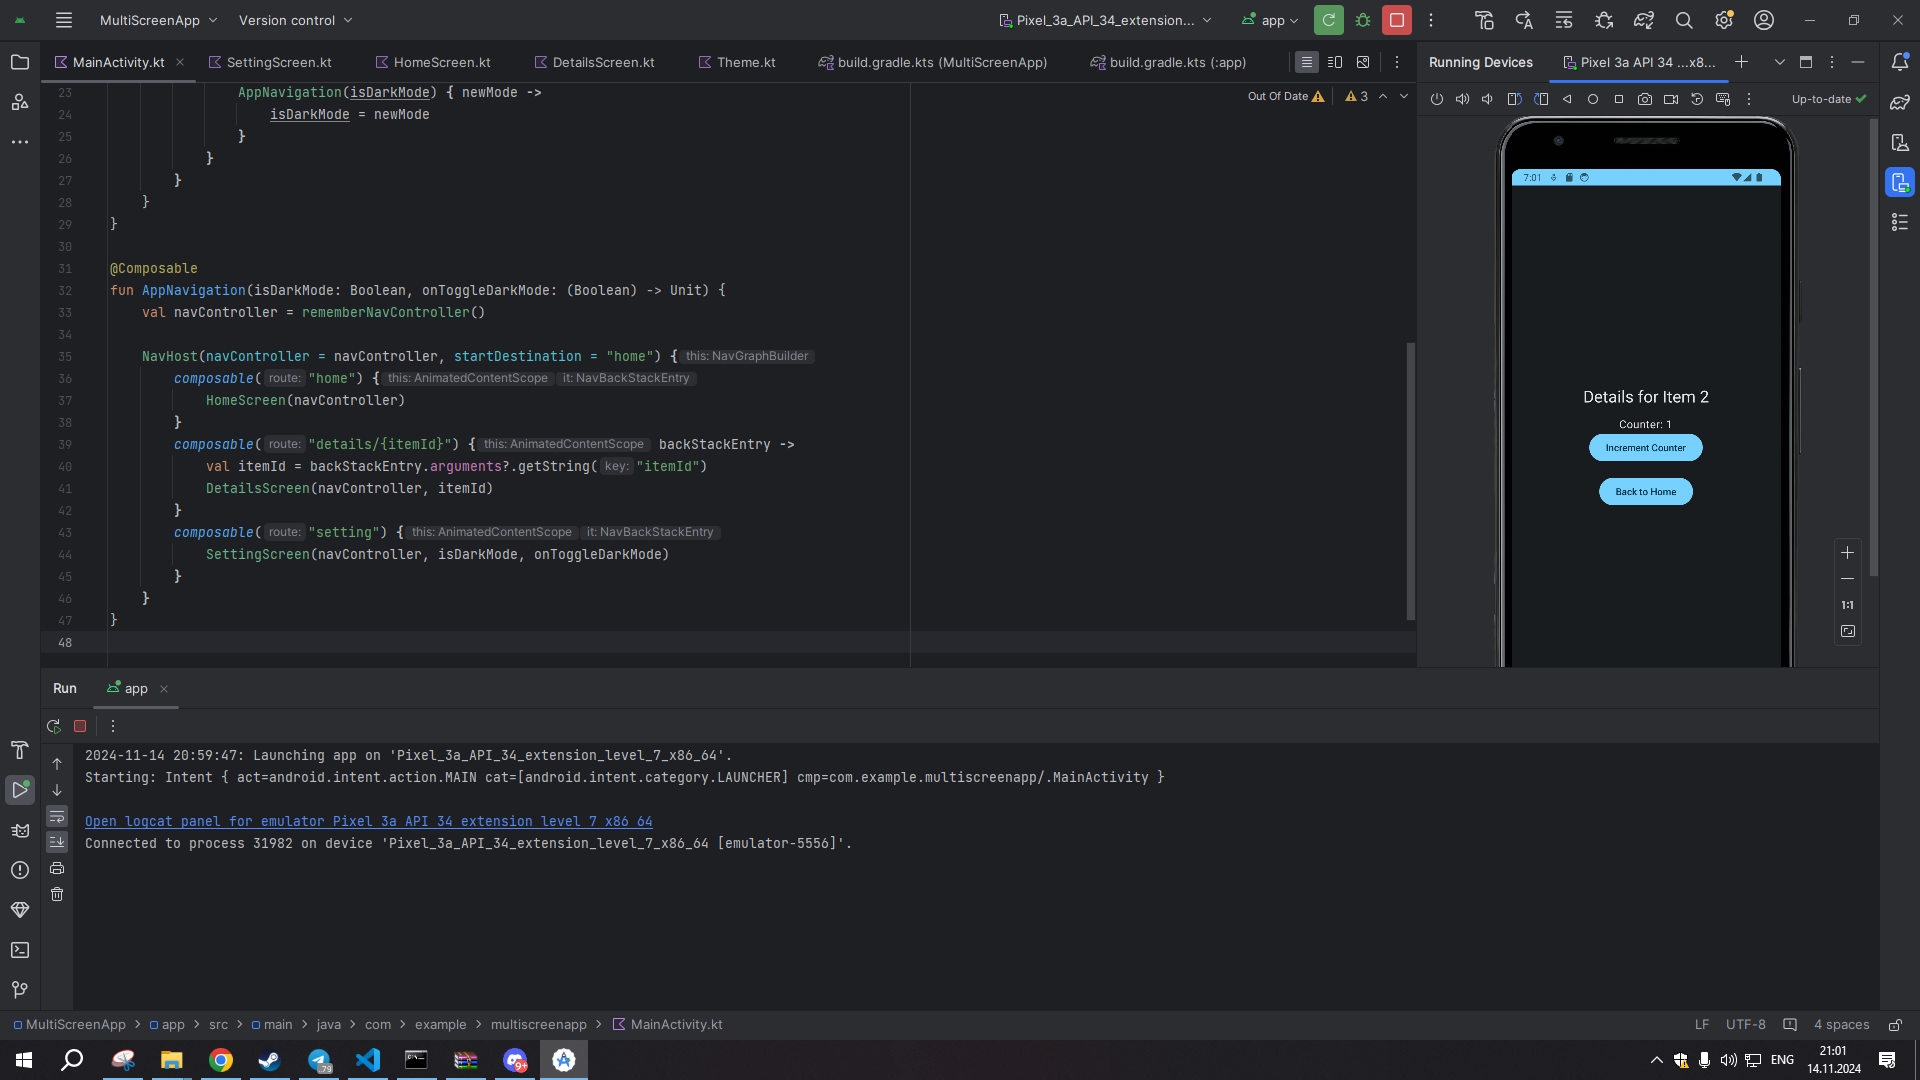 MultiScreenApp
Version control
Pixel_3a_API_34_extension...
app
MainActivity.kt
SettingScreen.kt
HomeScreen.kt
DetailsScreen.kt
Theme.kt
build.gradle.kts (MultiScreenApp)
build.gradle.kts (:app)
Running Devices
Pixel 3a API 34 ...x8...
Out Of Date
3
Up-to-date
23 AppNavigation(isDarkMode) { newMode ->
24 isDarkMode = newMode
25 }
26 }
27 }
28 }
29 }
30
31 @Composable
32 fun AppNavigation(isDarkMode: Boolean, onToggleDarkMode: (Boolean) -> Unit) {
33 val navController = rememberNavController()
34
35 NavHost(navController = navController, startDestination = "home") { this: NavGraphBuilder
36 composable( route: "home") { this: AnimatedContentScope it: NavBackStackEntry
37 HomeScreen(navController)
38 }
39 composable( route: "details/{itemId}") { this: AnimatedContentScope backStackEntry ->
40 val itemId = backStackEntry.arguments?.getString( key: "itemId")
41 DetailsScreen(navController, itemId)
42 }
43 composable( route: "setting") { this: AnimatedContentScope it: NavBackStackEntry
44 SettingScreen(navController, isDarkMode, onToggleDarkMode)
45 }
46 }
47 }
48
7:01
Details for Item 2
Counter: 1
Increment Counter
Back to Home
1:1
Run
app
2024-11-14 20:59:47: Launching app on 'Pixel_3a_API_34_extension_level_7_x86_64'.
Starting: Intent { act=android.intent.action.MAIN cat=[android.intent.category.LAUNCHER] cmp=com.example.multiscreenapp/.MainActivity }
Open logcat panel for emulator Pixel 3a API 34 extension level 7 x86 64
Connected to process 31982 on device 'Pixel_3a_API_34_extension_level_7_x86_64 [emulator-5556]'.
MultiScreenApp > app > src > main > java > com > example > multiscreenapp > MainActivity.kt
LF
UTF-8
4 spaces
79
9+
ENG
21:01
14.11.2024